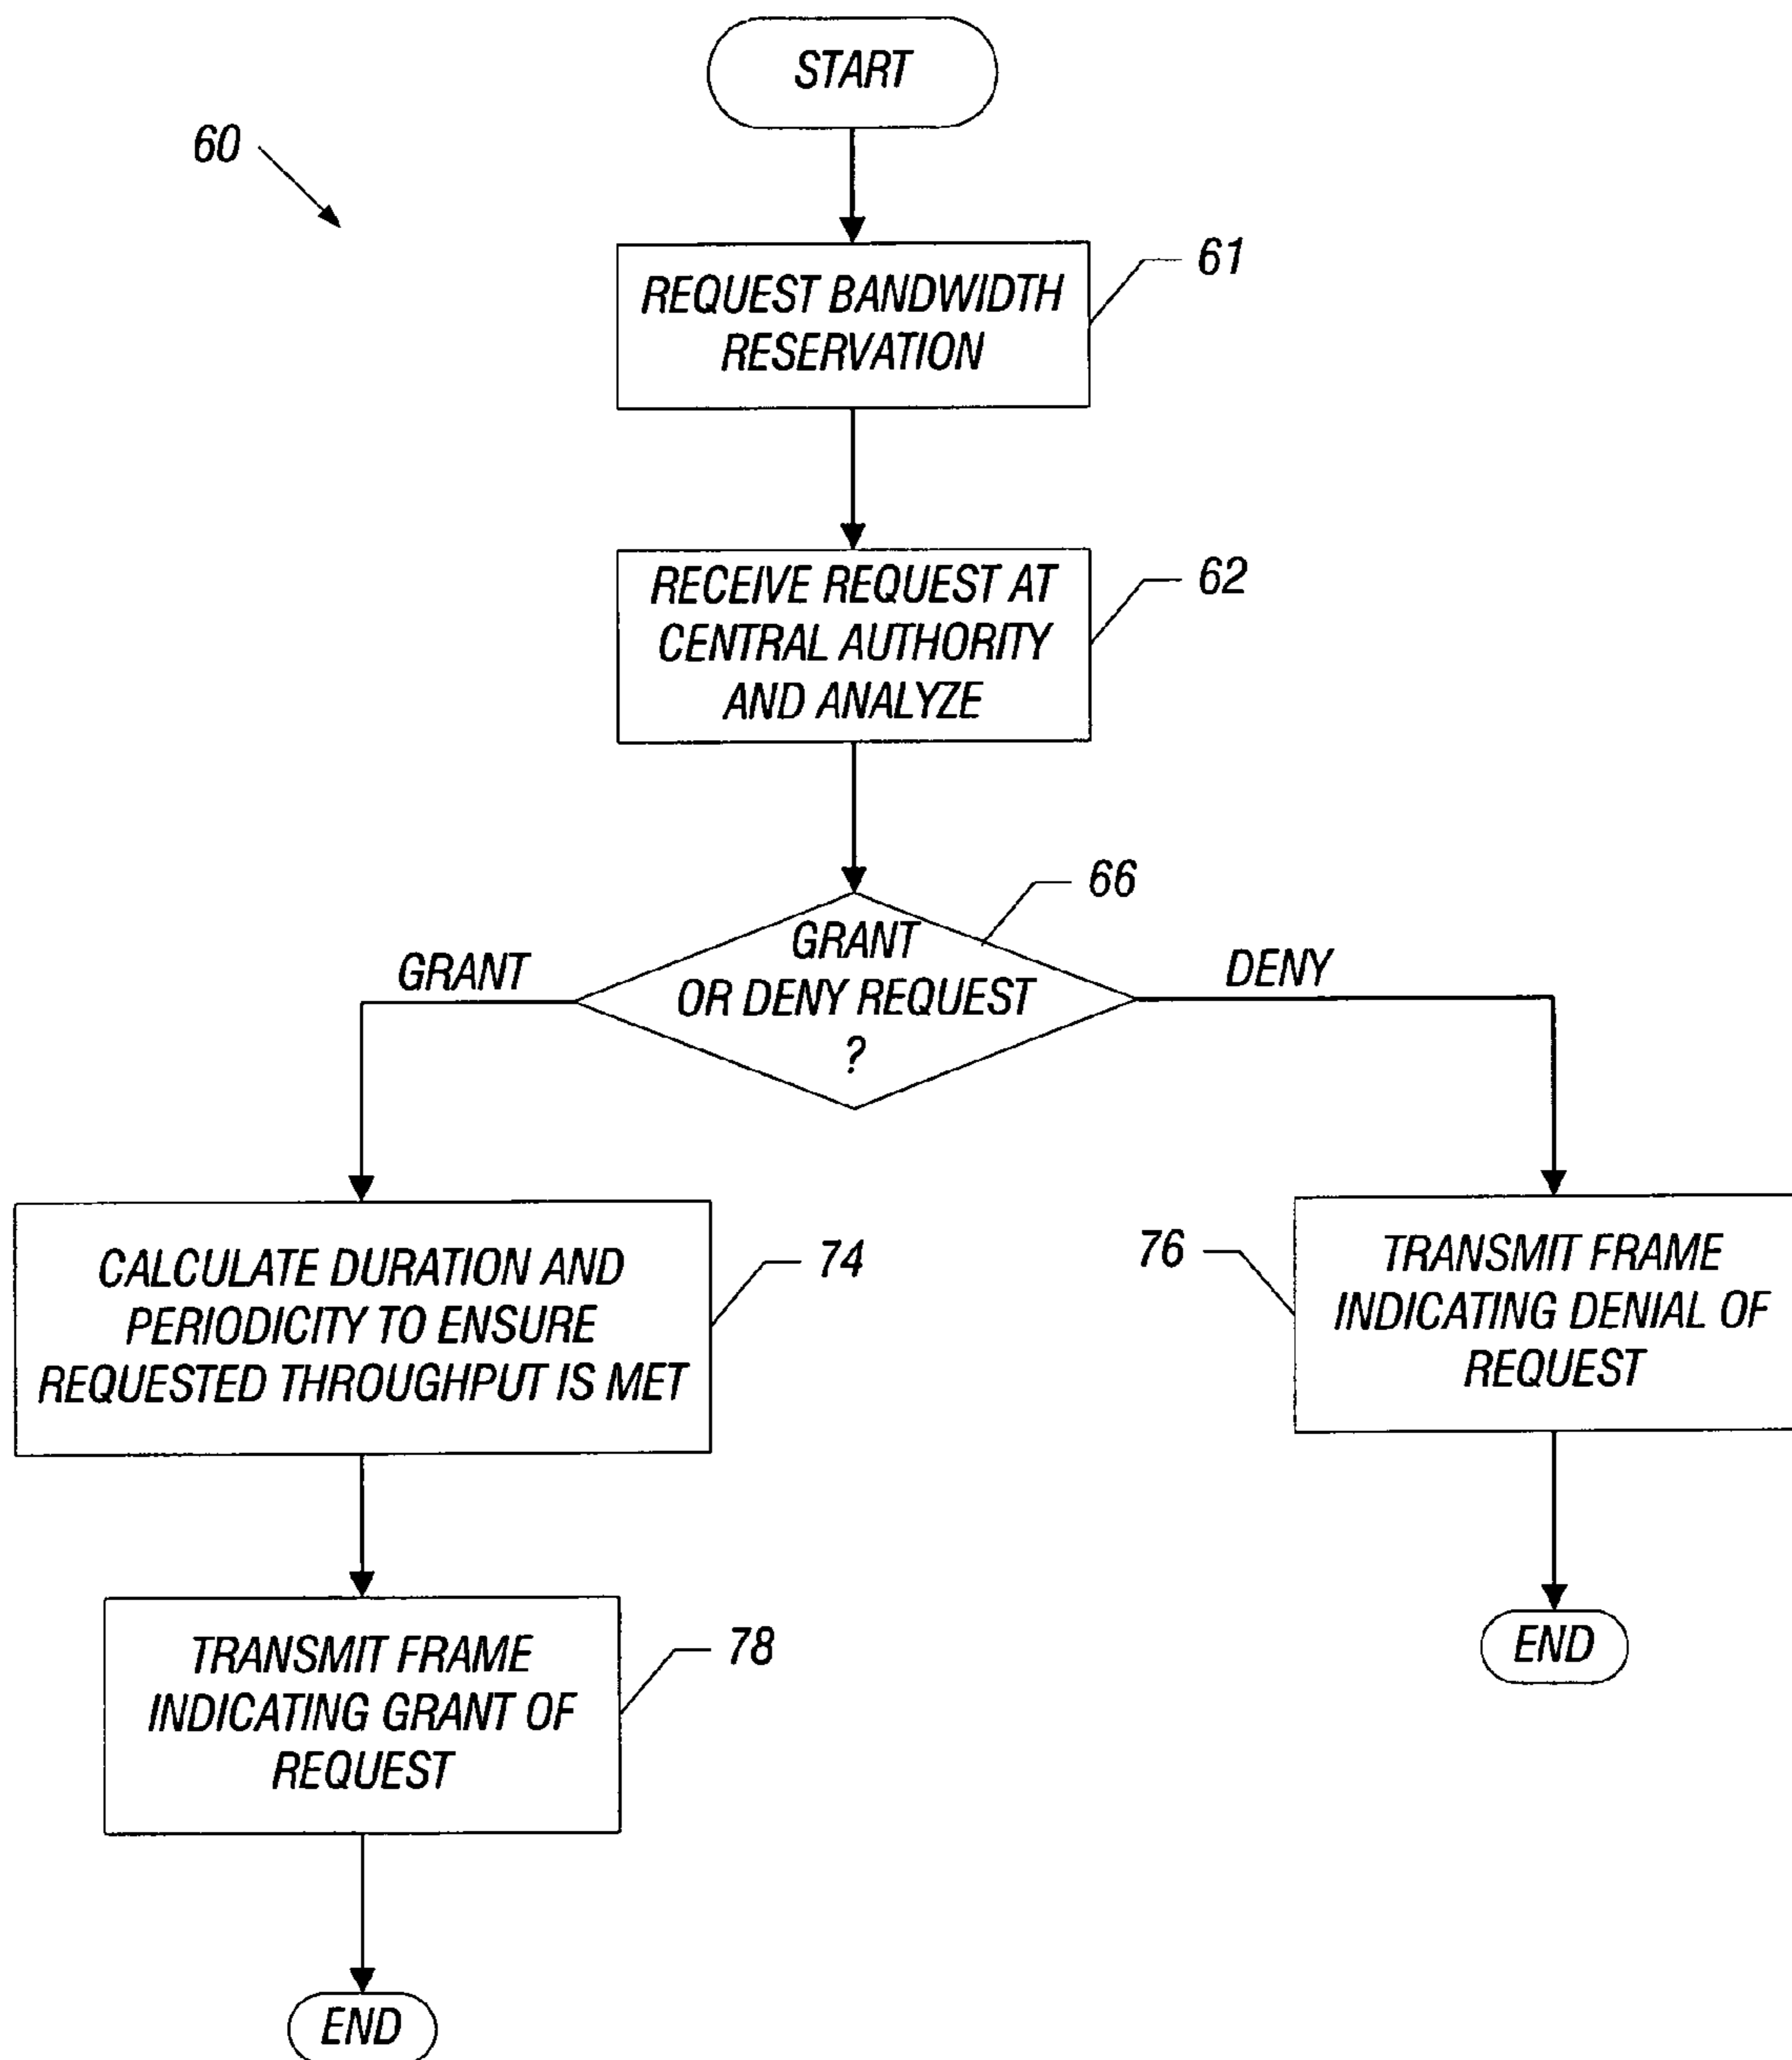 START
60
REQUEST BANDWIDTH
RESERVATION
61
RECEIVE REQUEST AT
CENTRAL AUTHORITY
AND ANALYZE
62
66
GRANT
OR DENY REQUEST
?
GRANT
DENY
CALCULATE DURATION AND
PERIODICITY TO ENSURE
REQUESTED THROUGHPUT IS MET
74
76
TRANSMIT FRAME
INDICATING DENIAL OF
REQUEST
TRANSMIT FRAME
INDICATING GRANT OF
REQUEST
78
END
END